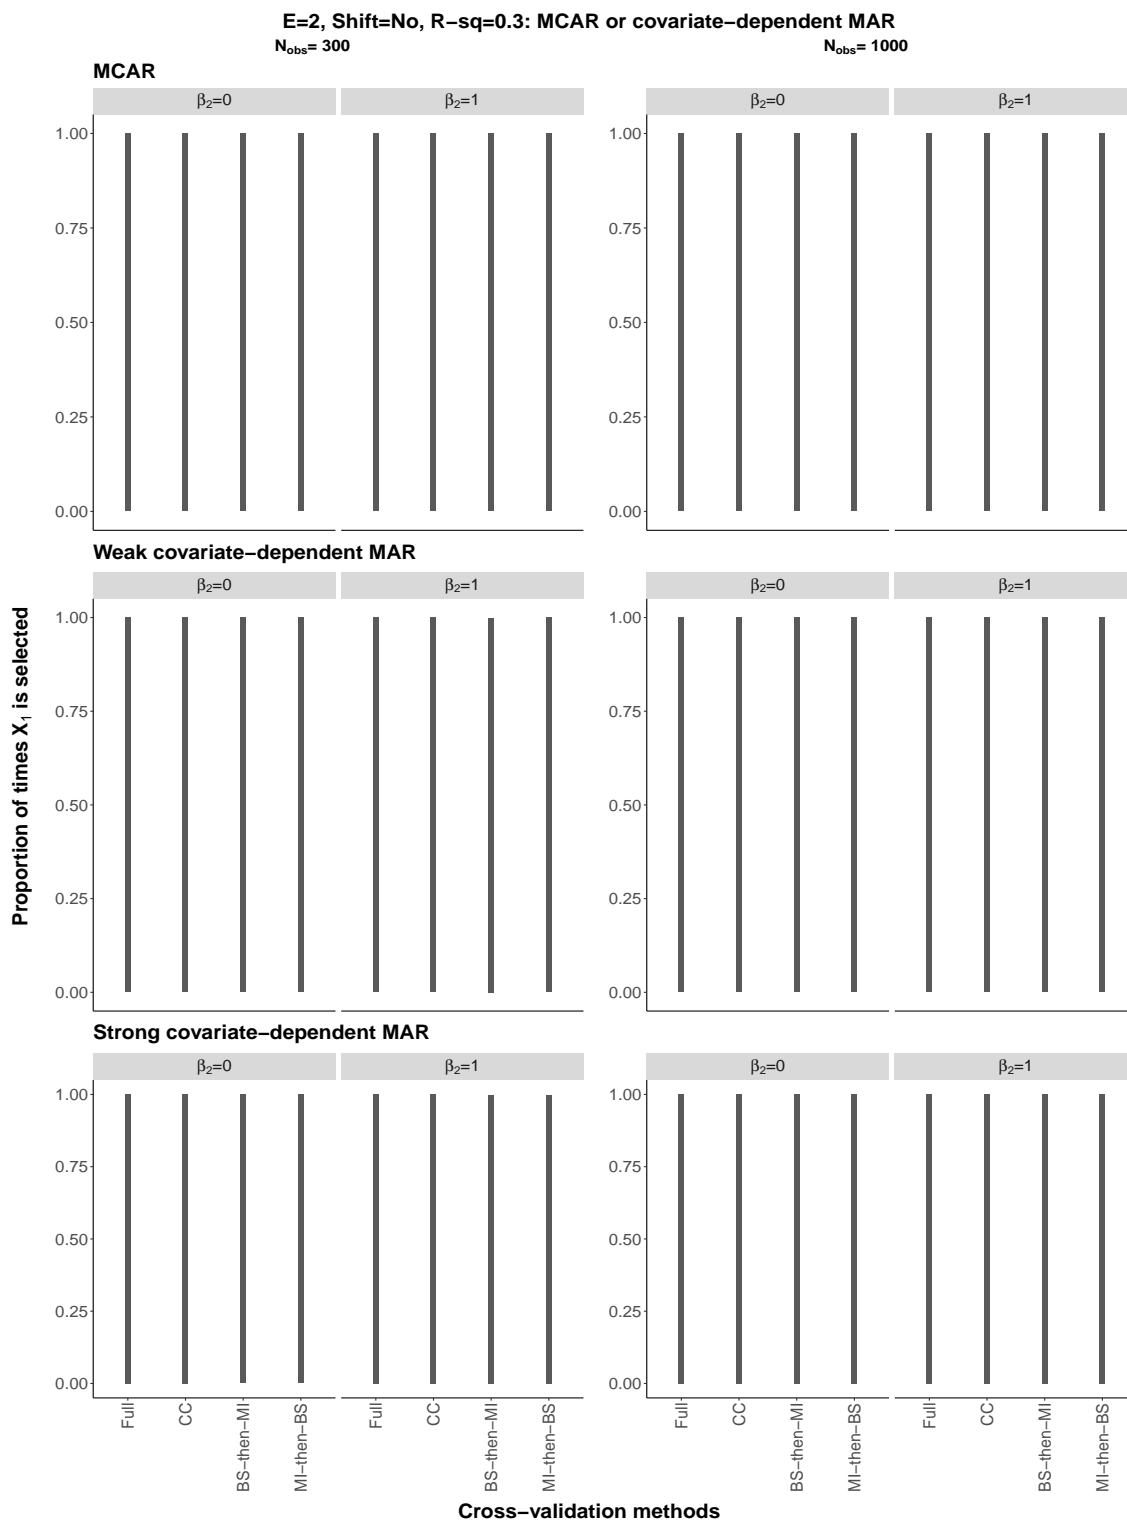 E=2, Shift=No, R−sq=0.3: MCAR or covariate−dependent MAR
N_obs= 300
N_obs= 1000
MCAR
β₂=0
β₂=1
β₂=0
β₂=1
1.00
0.75
0.50
0.25
0.00
1.00
0.75
0.50
0.25
0.00
Weak covariate−dependent MAR
β₂=0
β₂=1
β₂=0
β₂=1
1.00
0.75
0.50
0.25
0.00
1.00
0.75
0.50
0.25
0.00
Proportion of times X₁ is selected
Strong covariate−dependent MAR
β₂=0
β₂=1
β₂=0
β₂=1
1.00
0.75
0.50
0.25
0.00
1.00
0.75
0.50
0.25
0.00
Full
CC
BS−then−MI
MI−then−BS
Full
CC
BS−then−MI
MI−then−BS
Full
CC
BS−then−MI
MI−then−BS
Full
CC
BS−then−MI
MI−then−BS
Cross−validation methods